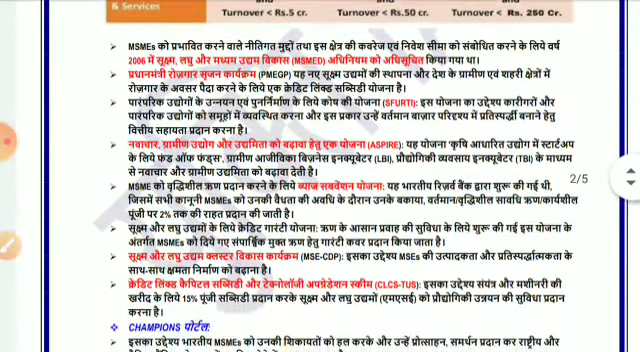 & Services
and and and
Turnover < Rs.5 cr. Turnover < Rs.50 cr. Turnover < Rs. 250 Cr.
➢ MSMEs को प्रभावित करने वाले नीतिगत मुद्दों तथा इस क्षेत्र की कवरेज एवं निवेश सीमा को संबोधित करने के लिये वर्ष
2006 में सूक्ष्म, लघु और मध्यम उद्यम विकास (MSMED) अधिनियम को अधिसूचित किया गया था।
➢ प्रधानमंत्री रोज़गार सृजन कार्यक्रम (PMEGP) यह नए सूक्ष्म उद्यमों की स्थापना और देश के ग्रामीण एवं शहरी क्षेत्रों में
रोज़गार के अवसर पैदा करने के लिये एक क्रेडिट लिंक्ड सब्सिडी योजना है।
➢ पारंपरिक उद्योगों के उन्नयन एवं पुनर्निर्माण के लिये कोष की योजना (SFURTI): इस योजना का उद्देश्य कारीगरों और
पारंपरिक उद्योगों को समूहों में व्यवस्थित करना और इस प्रकार उन्हें वर्तमान बाज़ार परिदृश्य में प्रतिस्पर्द्धी बनाने हेतु
वित्तीय सहायता प्रदान करना है।
➢ नवाचार, ग्रामीण उद्योग और उद्यमिता को बढ़ावा हेतु एक योजना (ASPIRE): यह योजना 'कृषि आधारित उद्योग में स्टार्टअप
के लिये फंड ऑफ फंड्स', ग्रामीण आजीविका बिज़नेस इनक्यूबेटर (LBI), प्रौद्योगिकी व्यवसाय इनक्यूबेटर (TBI) के माध्यम
से नवाचार और ग्रामीण उद्यमिता को बढ़ावा देती है।
2/5
➢ MSME को वृद्धिशील ऋण प्रदान करने के लिये ब्याज सबवेंशन योजना: यह भारतीय रिज़र्व बैंक द्वारा शुरू की गई थी,
जिसमें सभी कानूनी MSMEs को उनकी वैधता की अवधि के दौरान उनके बकाया, वर्तमान/वृद्धिशील सावधि ऋण/कार्यशील
पूंजी पर 2% तक की राहत प्रदान की जाती है।
➢ सूक्ष्म और लघु उद्यमों के लिये क्रेडिट गारंटी योजना: ऋण के आसान प्रवाह की सुविधा के लिये शुरू की गई इस योजना के
अंतर्गत MSMEs को दिये गए संपार्श्विक मुक्त ऋण हेतु गारंटी कवर प्रदान किया जाता है।
➢ सूक्ष्म और लघु उद्यम क्लस्टर विकास कार्यक्रम (MSE-CDP): इसका उद्देश्य MSEs की उत्पादकता और प्रतिस्पर्द्धात्मकता के
साथ-साथ क्षमता निर्माण को बढ़ाना है।
➢ क्रेडिट लिंक्ड कैपिटल सब्सिडी और टेक्नोलॉजी अपग्रेडेशन स्कीम (CLCS-TUS): इसका उद्देश्य संयंत्र और मशीनरी की
खरीद के लिये 15% पूंजी सब्सिडी प्रदान करके सूक्ष्म और लघु उद्यमों (एमएसई) को प्रौद्योगिकी उन्नयन की सुविधा प्रदान
करना है।
❖ CHAMPIONS पोर्टल:
➢ इसका उद्देश्य भारतीय MSMEs को उनकी शिकायतों को हल करके और उन्हें प्रोत्साहन, समर्थन प्रदान कर राष्ट्रीय और